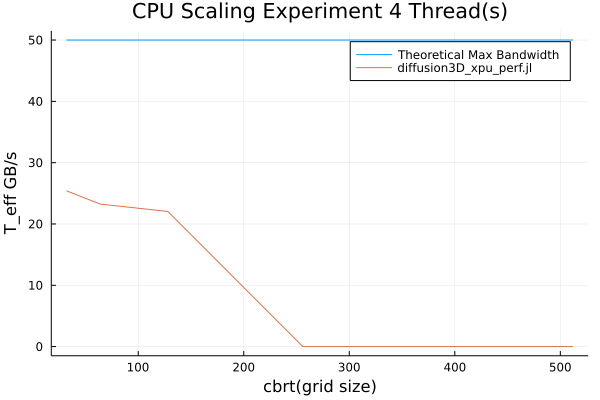 CPU Scaling Experiment 4 Thread(s)
Theoretical Max Bandwidth
diffusion3D_xpu_perf.jl
T_eff GB/s
50
40
30
20
10
0
100 200 300 400 500
cbrt(grid size)